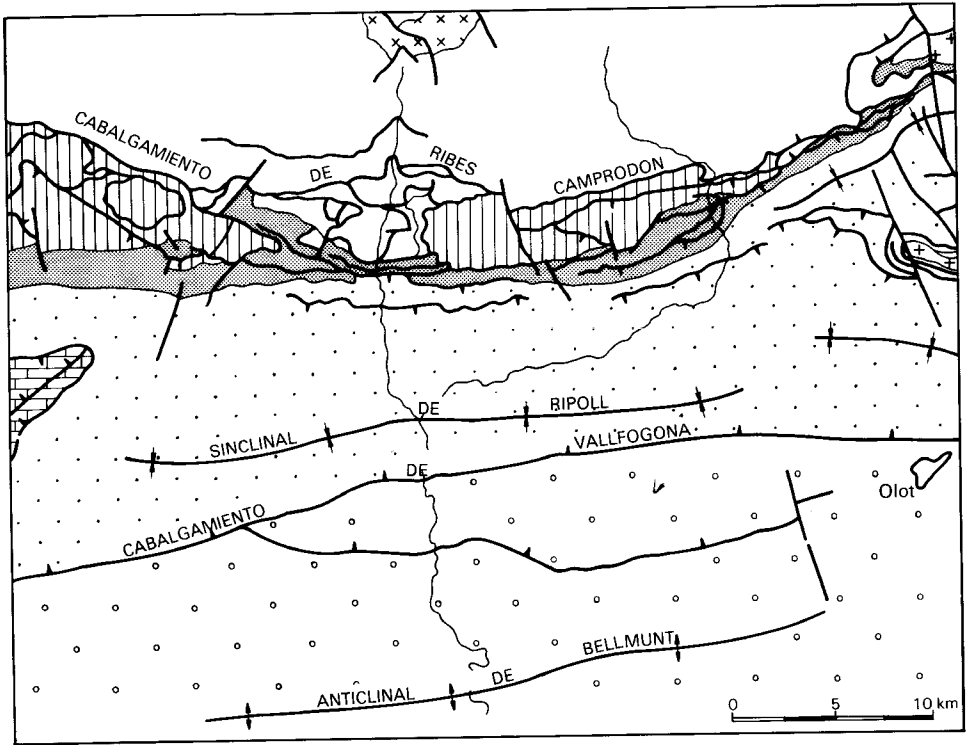 CABALGAMIENTO DE RIBES CAMPRODON
SINCLINAL DE RIPOLL
CABALGAMIENTO DE VALLFOGONA
Olot
ANTICLINAL DE BELLMUNT
0 5 10 km